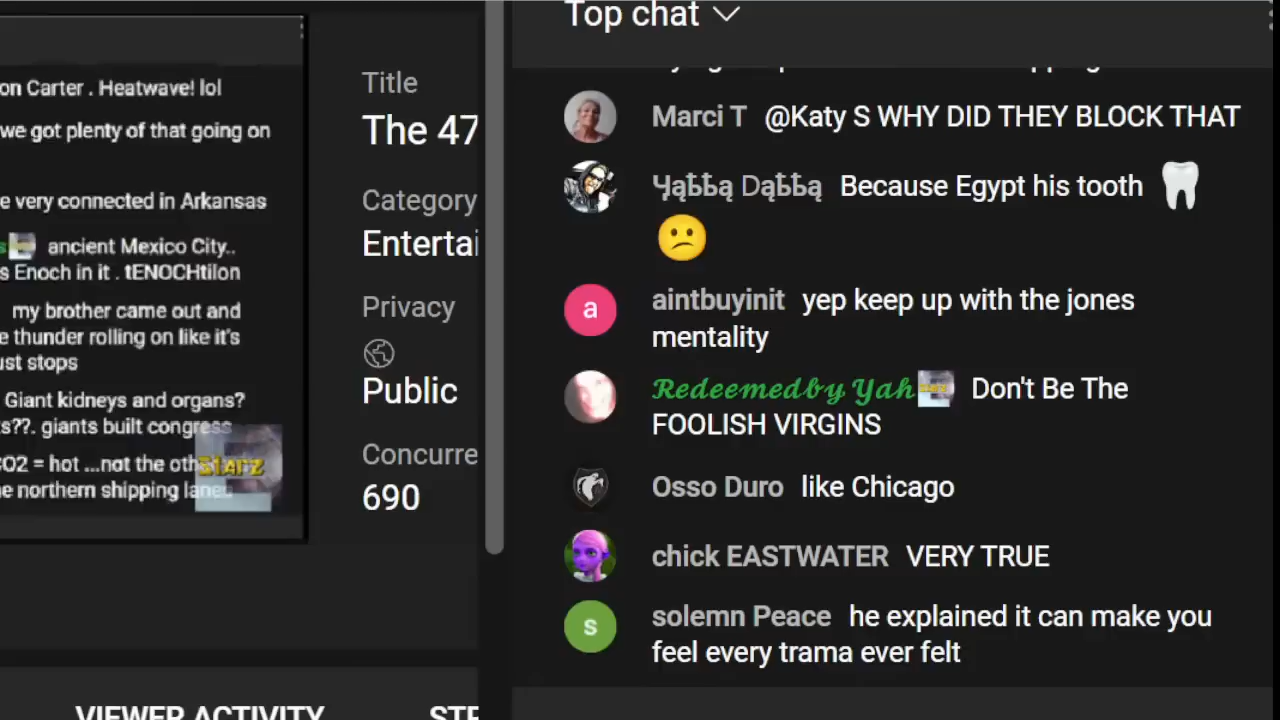 on Carter . Heatwave! lol
we got plenty of that going on
e very connected in Arkansas
s ancient Mexico City..
s Enoch in it . tENOCHtilon
my brother came out and
e thunder rolling on like it's
ust stops
Giant kidneys and organs?
s??. giants built congress
CO2 = hot ...not the oth
e northern shipping lane
starz
Title
The 47
Category
Entertai
Privacy
Public
Concurre
690
VIEWER ACTIVITY
STR
Top chat
Marci T @Katy S WHY DID THEY BLOCK THAT
Ⴗąҍҍą Dąҍҍą Because Egypt his tooth 🦷
😕
a aintbuyinit yep keep up with the jones
mentality
𝓡𝓮𝓭𝓮𝓮𝓶𝓮𝓭𝓫𝔂 𝓨𝓪𝓱 Don't Be The
FOOLISH VIRGINS
Osso Duro like Chicago
chick EASTWATER VERY TRUE
s solemn Peace he explained it can make you
feel every trama ever felt